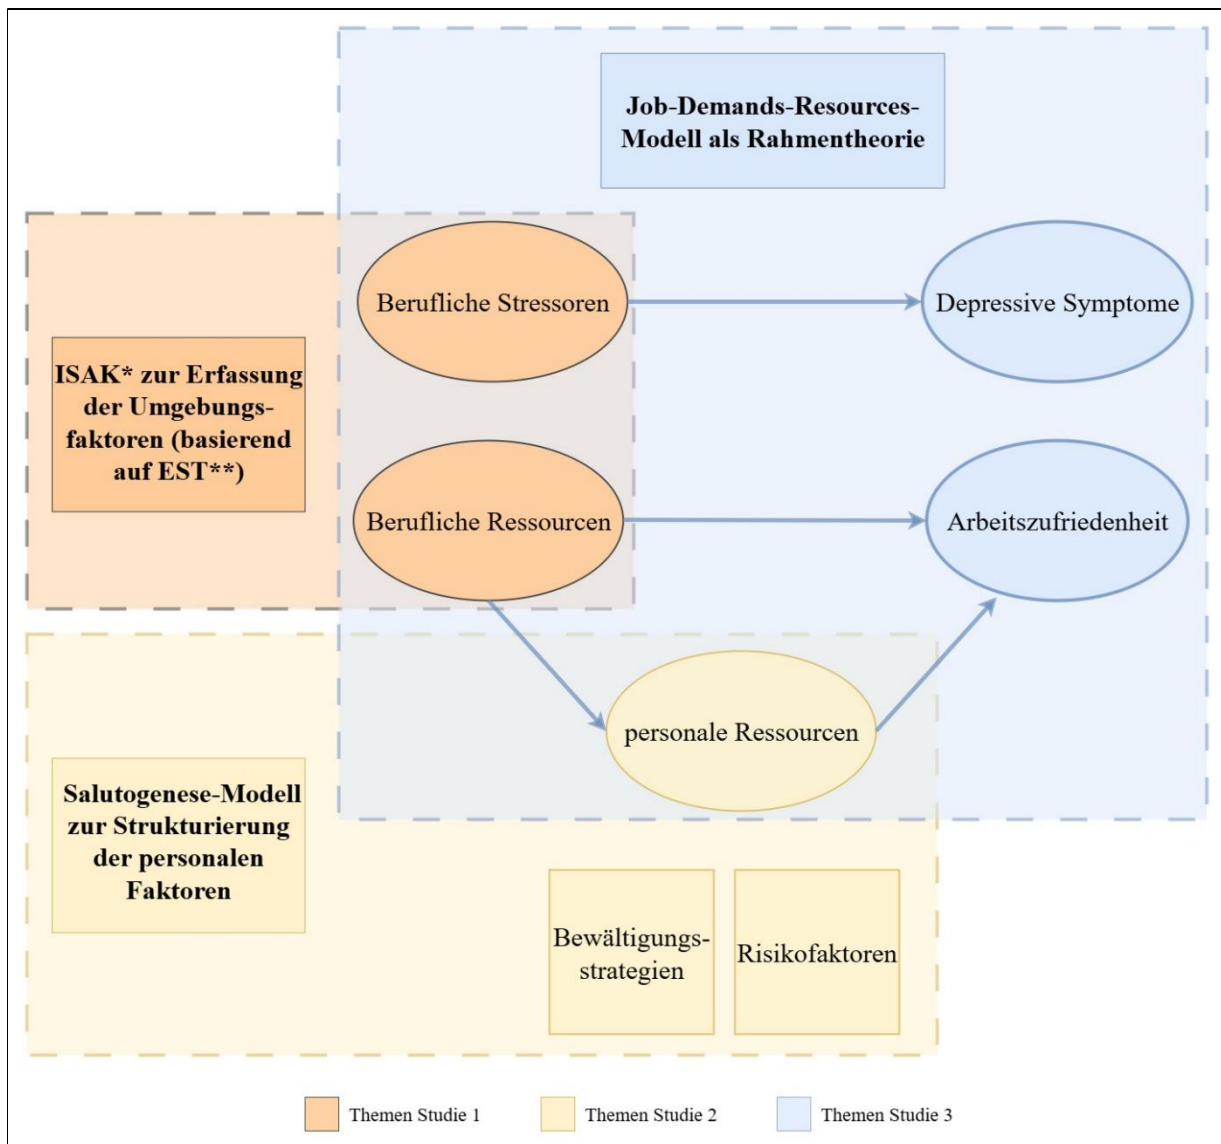 Job-Demands-Resources-
Modell als Rahmentheorie
Berufliche Stressoren
Depressive Symptome
ISAK* zur Erfassung
der Umgebungs-
faktoren (basierend
auf EST**)
Berufliche Ressourcen
Arbeitszufriedenheit
personale Ressourcen
Salutogenese-Modell
zur Strukturierung
der personalen
Faktoren
Bewältigungs-
strategien
Risikofaktoren
Themen Studie 1
Themen Studie 2
Themen Studie 3